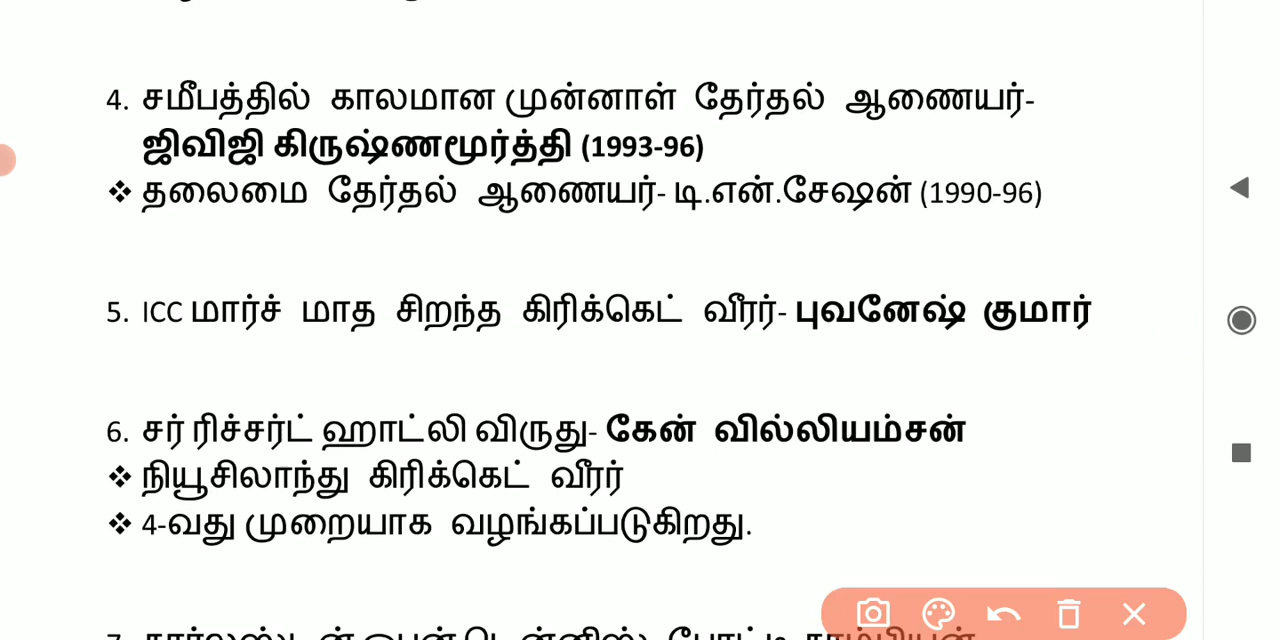 4. சமீபத்தில் காலமான முன்னாள் தேர்தல் ஆணையர்-
ஜிவிஜி கிருஷ்ணமூர்த்தி (1993-96)
❖ தலைமை தேர்தல் ஆணையர்- டி.என்.சேஷன் (1990-96)
5. ICC மார்ச் மாத சிறந்த கிரிக்கெட் வீரர்- புவனேஷ் குமார்
6. சர் ரிச்சர்ட் ஹாட்லி விருது- கேன் வில்லியம்சன்
❖ நியூசிலாந்து கிரிக்கெட் வீரர்
❖ 4-வது முறையாக வழங்கப்படுகிறது.